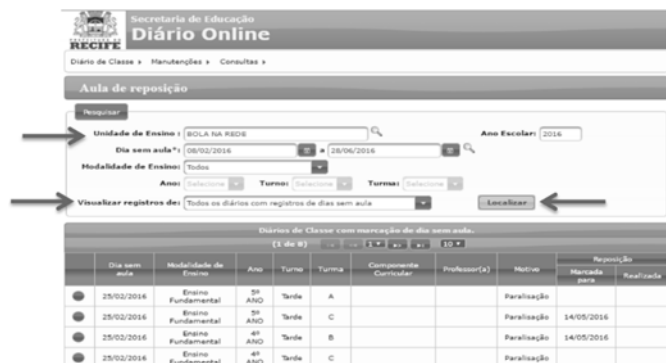 Secretaria de Educação
Diário Online
RECIFE
Diário de Classe Manutenções Consultas
Aula de reposição
Pesquisar
Unidade de Ensino : BOLA NA REDE Ano Escolar: 2016
Dia sem aula*: 08/02/2016 a 28/06/2016
Modalidade de Ensino: Todos
Ano: Selecione Turno: Selecione Turma: Selecione
Visualizar registros de: Todos os diários com registros de dias sem aula Localizar
Diários de Classe com marcação de dia sem aula.
(1 de 8) 1 10
Reposição
Dia sem aula Modalidade de Ensino Ano Turno Turma Componente Curricular Professor(a) Motivo Marcada para Realizada
25/02/2016 Ensino Fundamental 5º ANO Tarde A Paralisação
25/02/2016 Ensino Fundamental 5º ANO Tarde C Paralisação 14/05/2016
25/02/2016 Ensino Fundamental 4º ANO Tarde B Paralisação 14/05/2016
25/02/2016 Ensino Fundamental 4º ANO Tarde C Paralisação